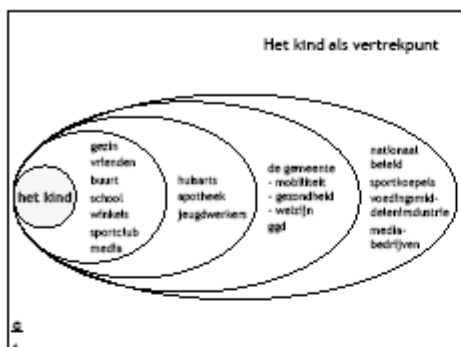 Het kind als vertrekpunt
het kind
gezin
vrienden
buurt
school
winkels
sportclub
media
huisarts
apotheek
jeugdwerkers
de gemeente
- mobiliteit
- gezondheid
- welzijn
ggd
nationaal
beleid
sportkoepels
voedingsmid-
delenindustrie
media-
bedrijven